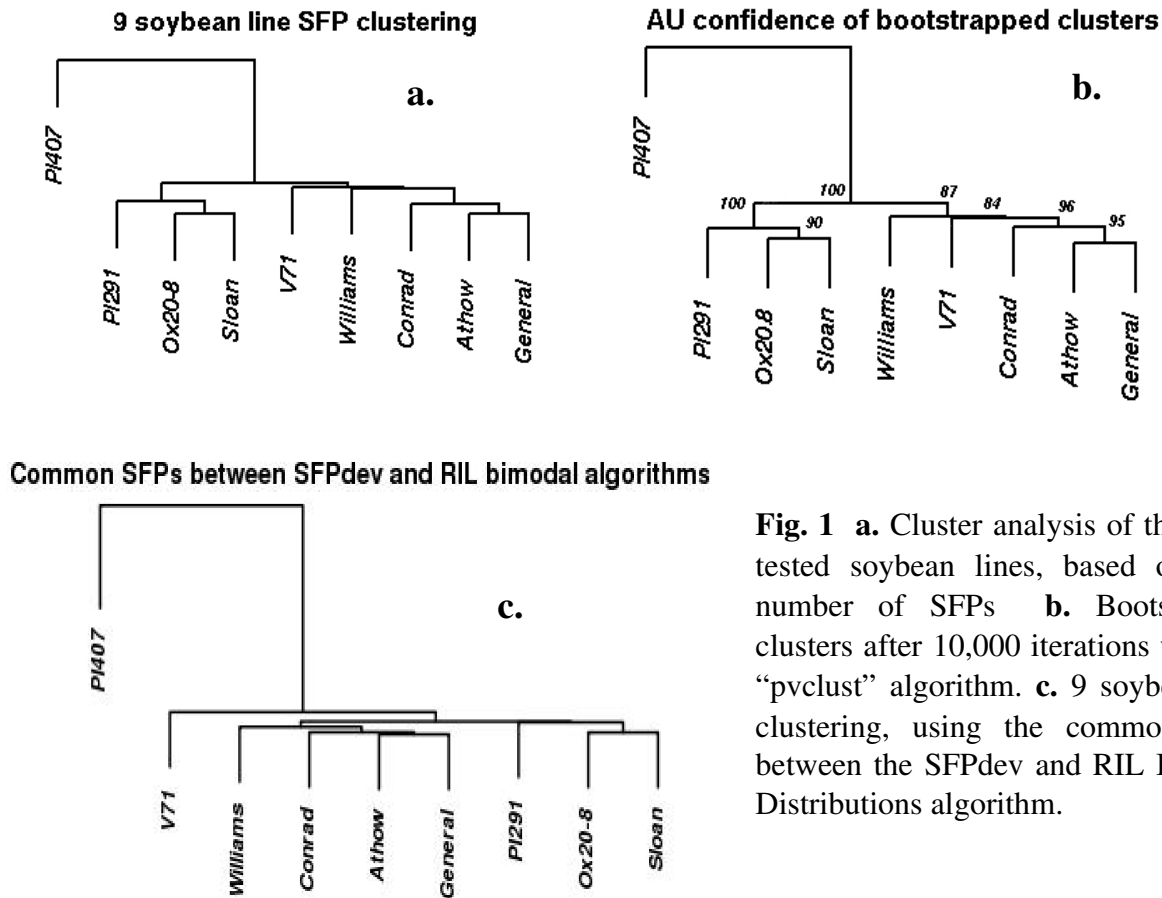 9 soybean line SFP clustering
a.
PI407
PI291
Ox20-8
Sloan
V71
Williams
Conrad
Athow
General
AU confidence of bootstrapped clusters
b.
PI407
100
100
90
87
84
96
95
PI291
Ox20.8
Sloan
Williams
V71
Conrad
Athow
General
Common SFPs between SFPdev and RIL bimodal algorithms
c.
PI407
V71
Williams
Conrad
Athow
General
PI291
Ox20-8
Sloan
Fig. 1 a. Cluster analysis of th
tested soybean lines, based o
number of SFPs b. Boots
clusters after 10,000 iterations
"pvclust" algorithm. c. 9 soyb
clustering, using the common
between the SFPdev and RIL
Distributions algorithm.